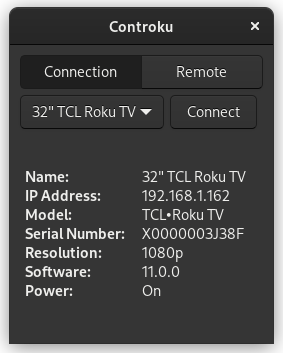 Controku
Connection Remote
32" TCL Roku TV Connect
Name: 32" TCL Roku TV
IP Address: 192.168.1.162
Model: TCL•Roku TV
Serial Number: X0000003J38F
Resolution: 1080p
Software: 11.0.0
Power: On